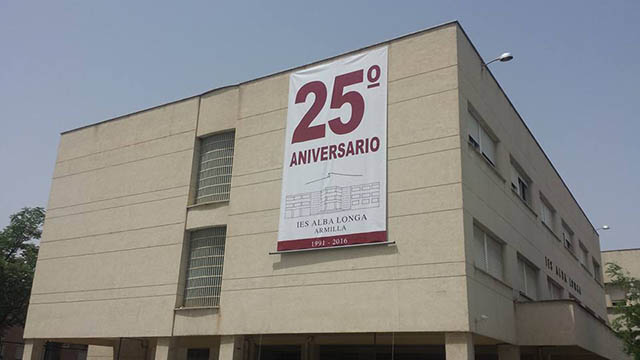 25º
ANIVERSARIO
IES ALBA LONGA
ARMILLA
1991 - 2016
IES ALBA LONGA